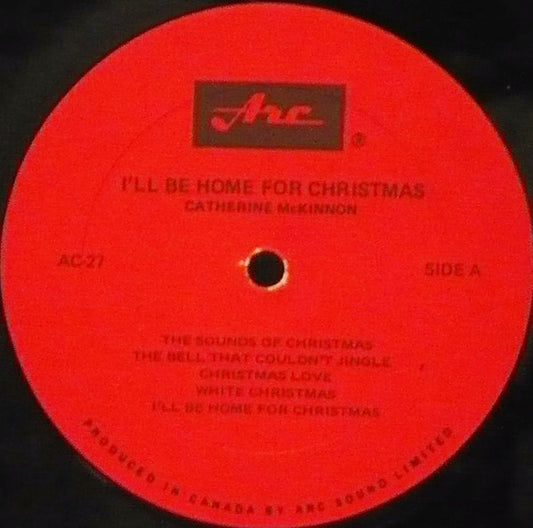 Arc
®
I'LL BE HOME FOR CHRISTMAS
CATHERINE McKINNON
AC-27
SIDE A
THE SOUNDS OF CHRISTMAS
THE BELL THAT COULDN'T JINGLE
CHRISTMAS LOVE
WHITE CHRISTMAS
I'LL BE HOME FOR CHRISTMAS
PRODUCED IN CANADA BY ARC SOUND LIMITED